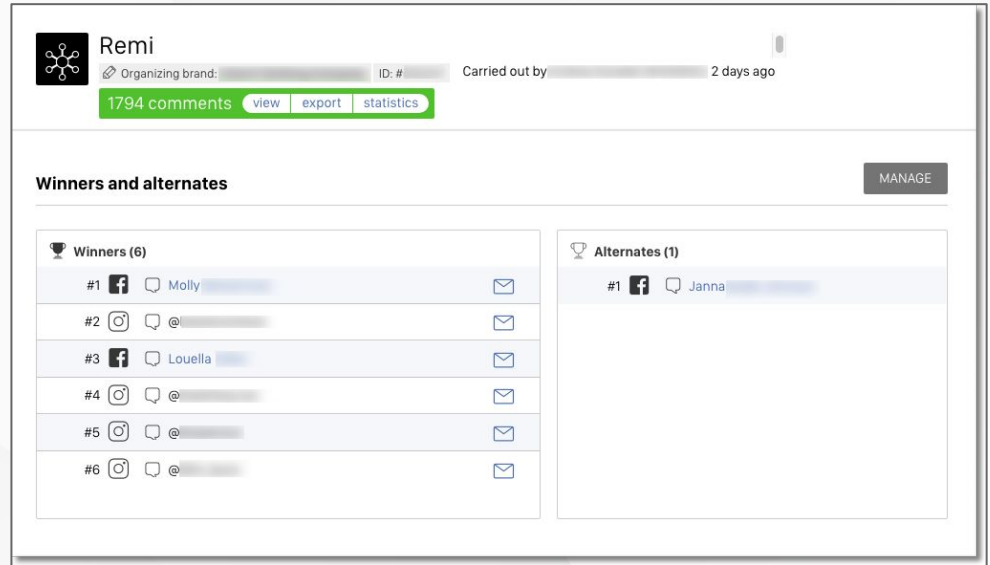 Remi
Organizing brand: ID: # Carried out by 2 days ago
1794 comments view export statistics
Winners and alternates MANAGE
Winners (6)
#1 Molly
#2 @
#3 Louella
#4 @
#5 @
#6 @
Alternates (1)
#1 Janna